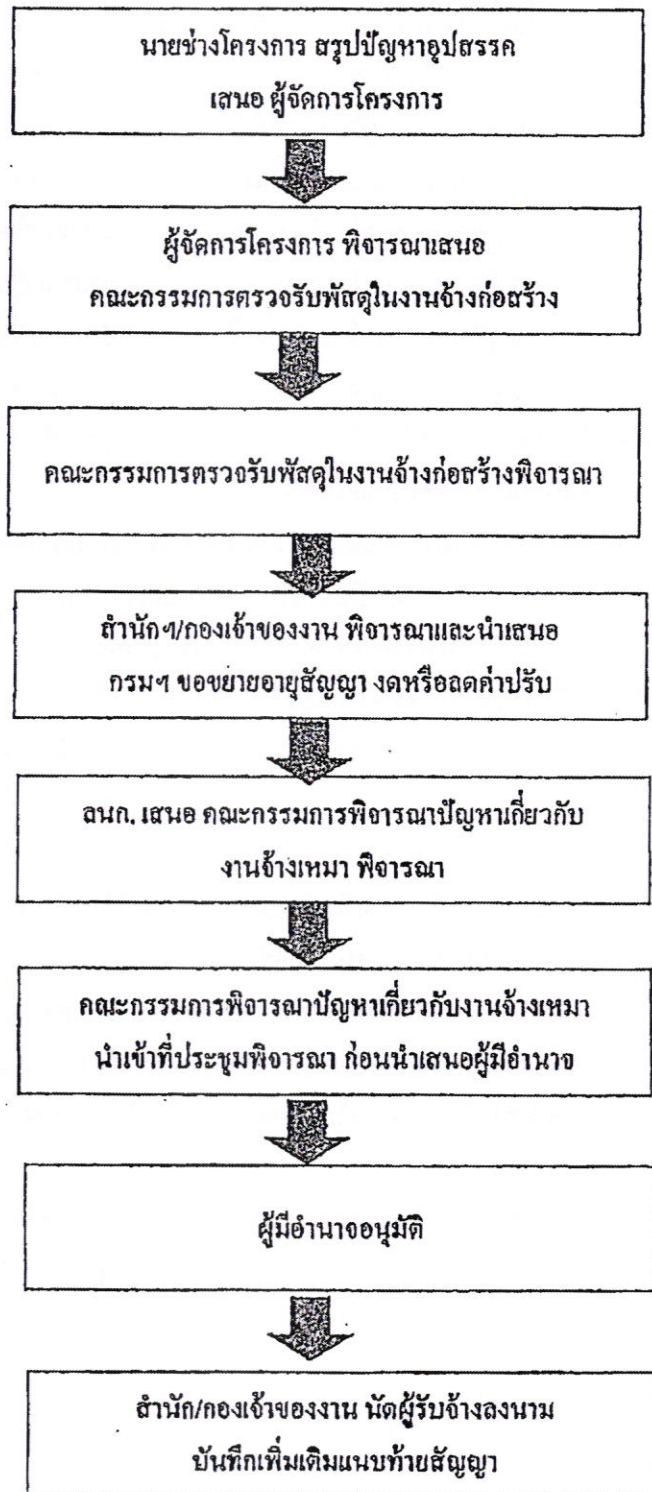 นายช่างโครงการ สรุปปัญหาอุปสรรค
เสนอ ผู้จัดการโครงการ
ผู้จัดการโครงการ พิจารณาเสนอ
คณะกรรมการตรวจรับพัสดุในงานจ้างก่อสร้าง
คณะกรรมการตรวจรับพัสดุในงานจ้างก่อสร้างพิจารณา
สำนักฯ/กองเจ้าของงาน พิจารณาและนำเสนอ
กรมฯ ขอขยายอายุสัญญา งดหรือลดค่าปรับ
ลนก. เสนอ คณะกรรมการพิจารณาปัญหาเกี่ยวกับ
งานจ้างเหมา พิจารณา
คณะกรรมการพิจารณาปัญหาเกี่ยวกับงานจ้างเหมา
นำเข้าที่ประชุมพิจารณา ก่อนนำเสนอผู้มีอำนาจ
ผู้มีอำนาจอนุมัติ
สำนัก/กองเจ้าของงาน นัดผู้รับจ้างลงนาม
บันทึกเพิ่มเติมแนบท้ายสัญญา